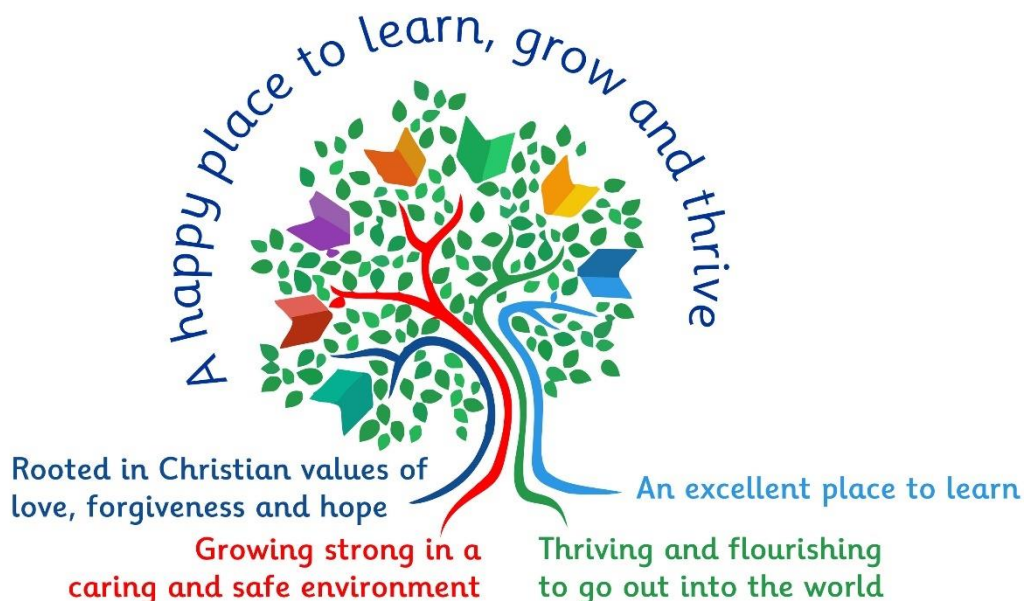 A happy place to learn, grow and thrive
Rooted in Christian values of
love, forgiveness and hope
An excellent place to learn
Growing strong in a
caring and safe environment
Thriving and flourishing
to go out into the world